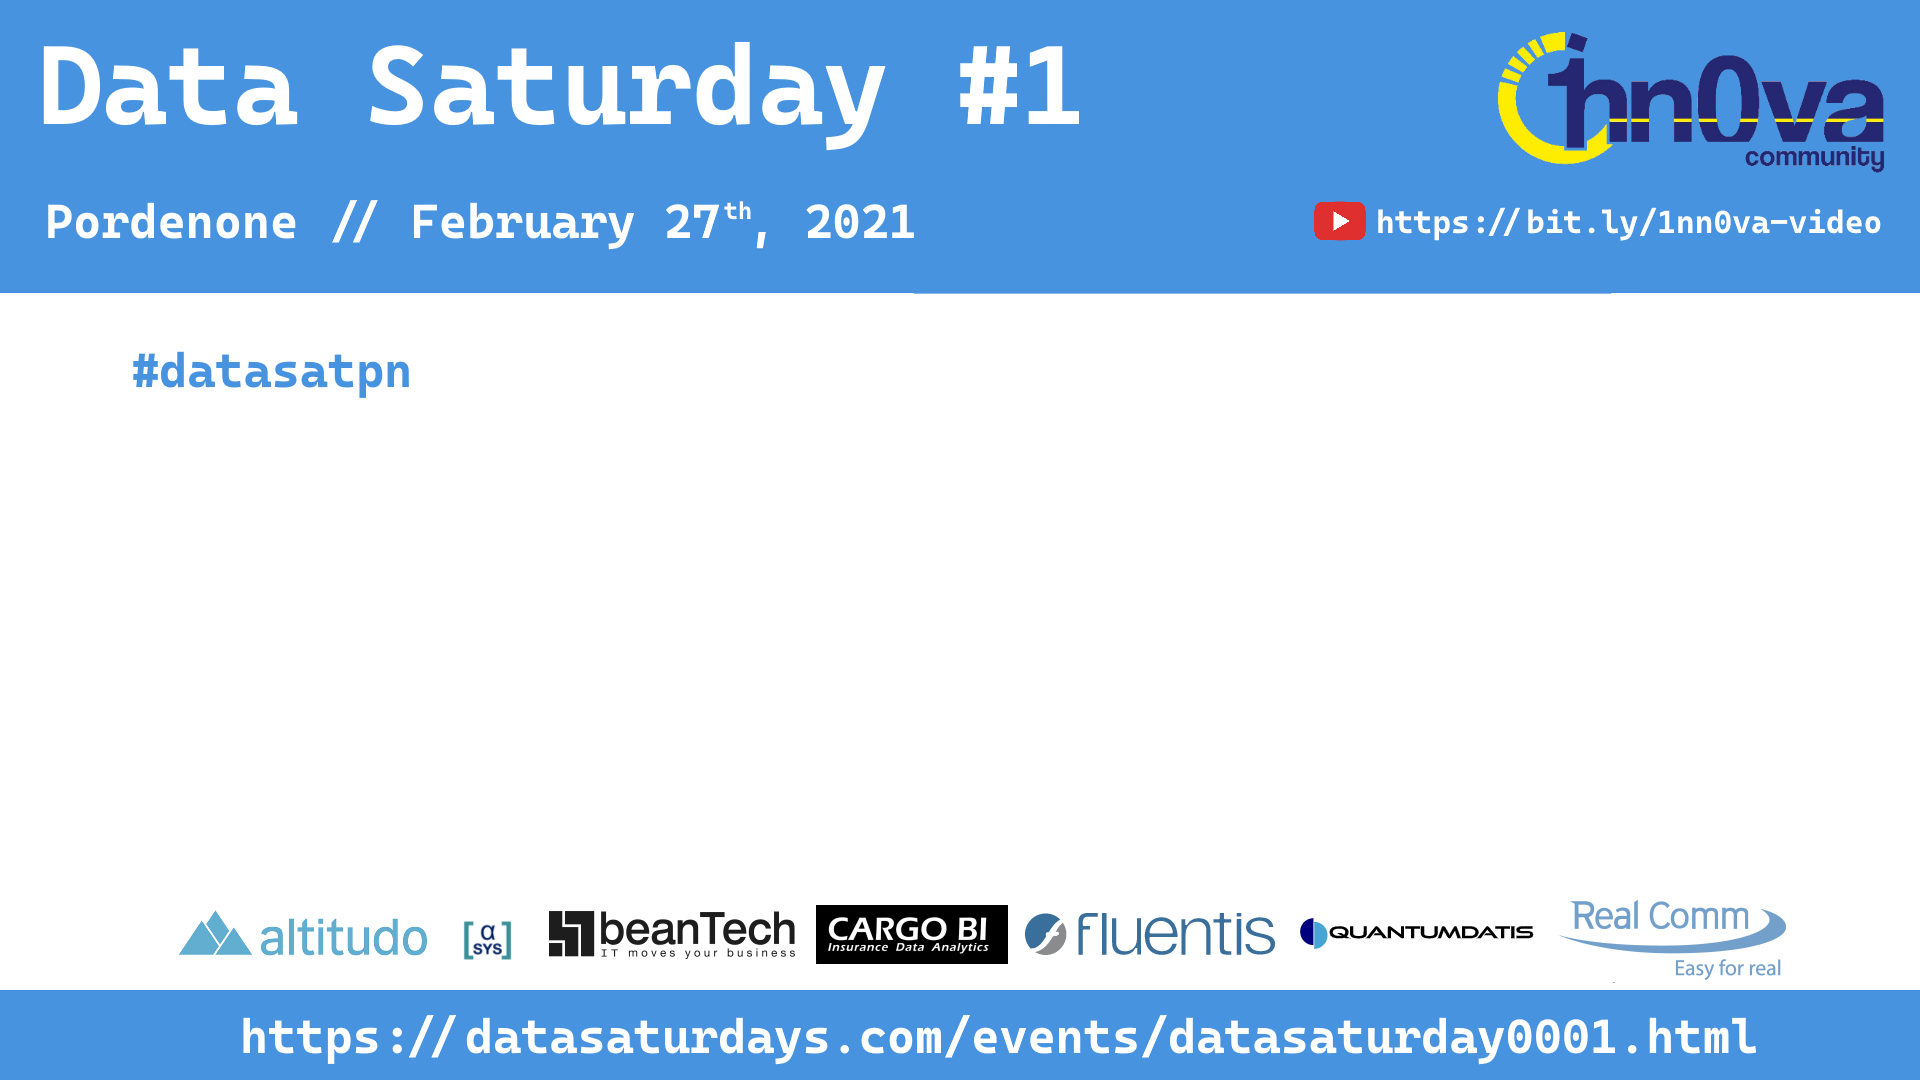 Data Saturday #1
1nn0va
community
Pordenone // February 27th, 2021
https://bit.ly/1nn0va-video
#datasatpn
altitudo
[α
SYS]
beanTech
IT moves your business
CARGO BI
Insurance Data Analytics
fluentis
QUANTUMDATIS
Real Comm
Easy for real
https://datasaturdays.com/events/datasaturday0001.html